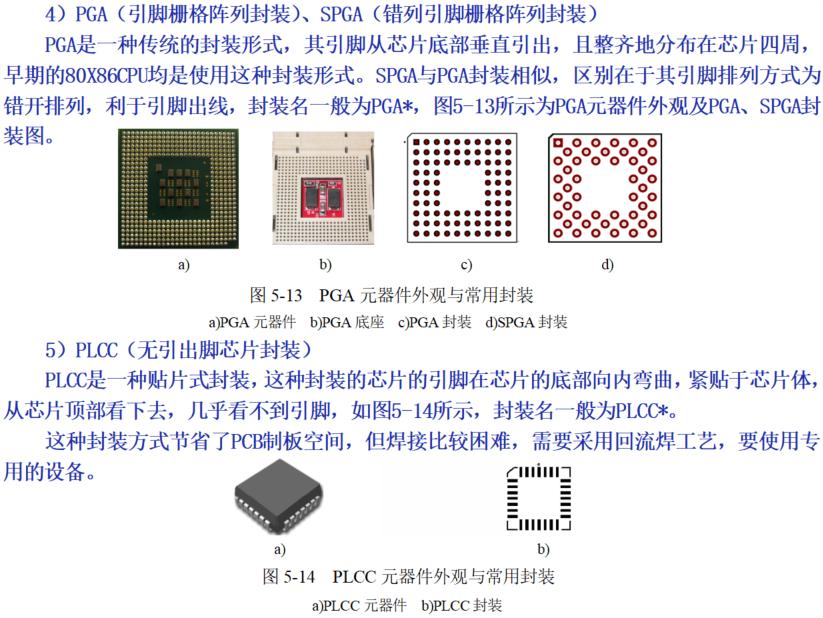 4）PGA（引脚栅格阵列封装）、SPGA（错列引脚栅格阵列封装）
PGA是一种传统的封装形式，其引脚从芯片底部垂直引出，且整齐地分布在芯片四周，
早期的80X86CPU均是使用这种封装形式。SPGA与PGA封装相似，区别在于其引脚排列方式为
错开排列，利于引脚出线，封装名一般为PGA*，图5-13所示为PGA元器件外观及PGA、SPGA封
装图。
a) b) c) d)
图 5-13 PGA 元器件外观与常用封装
a)PGA 元器件 b)PGA 底座 c)PGA 封装 d)SPGA 封装
5）PLCC（无引出脚芯片封装）
PLCC是一种贴片式封装，这种封装的芯片的引脚在芯片的底部向内弯曲，紧贴于芯片体，
从芯片顶部看下去，几乎看不到引脚，如图5-14所示，封装名一般为PLCC*。
这种封装方式节省了PCB制板空间，但焊接比较困难，需要采用回流焊工艺，要使用专
用的设备。
a) b)
图 5-14 PLCC 元器件外观与常用封装
a)PLCC 元器件 b)PLCC 封装